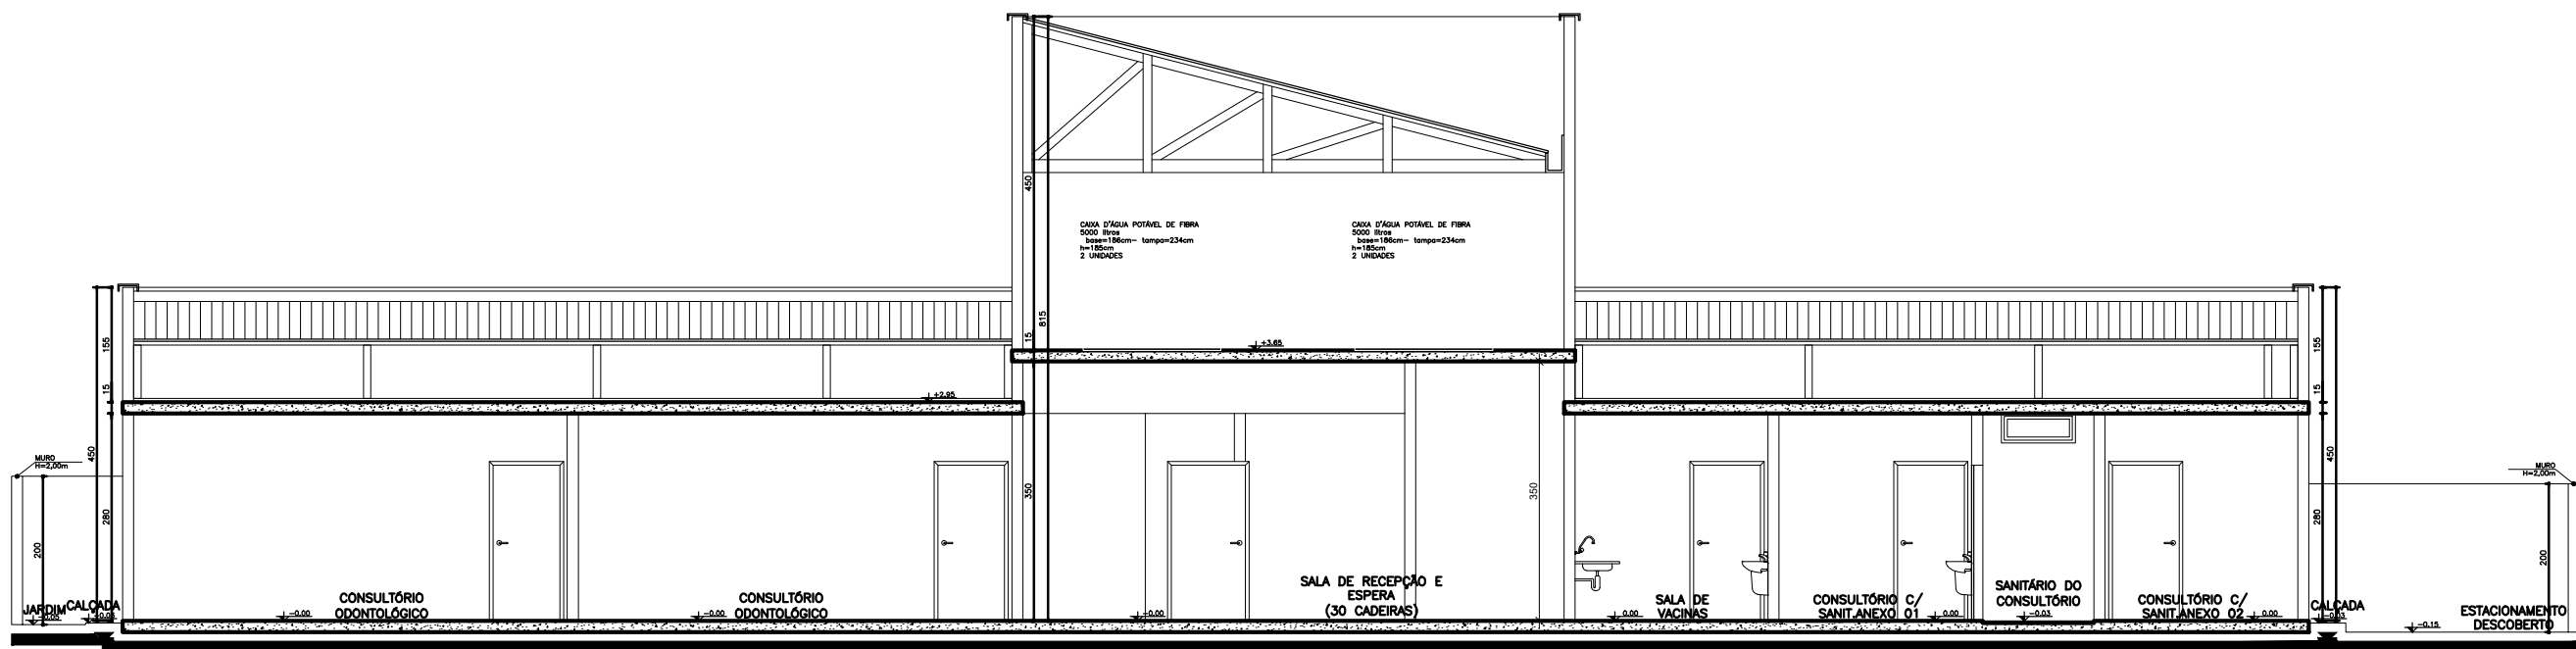 450
CAIXA D'ÁGUA POTÁVEL DE FIBRA
5000 litros
base=186cm- tampa=234cm
h=185cm
2 UNIDADES
CAIXA D'ÁGUA POTÁVEL DE FIBRA
5000 litros
base=186cm- tampa=234cm
h=185cm
2 UNIDADES
815
15
+3.65
155
155
15
+2.95
15
450
450
MURO
H=2,00m
MURO
H=2,00m
350
350
280
280
200
200
JARDIM
-0.05
CALÇADA
-0.00
CONSULTÓRIO
ODONTOLÓGICO
-0.00
CONSULTÓRIO
ODONTOLÓGICO
-0.00
SALA DE RECEPÇÃO E
ESPERA
(30 CADEIRAS)
0.00
SALA DE
VACINAS
CONSULTÓRIO C/
SANIT.ANEXO 01
0.00
SANITÁRIO DO
CONSULTÓRIO
-0.03
CONSULTÓRIO C/
SANIT.ANEXO 02
0.00
CALÇADA
-0.03
-0.15
ESTACIONAMENTO
DESCOBERTO